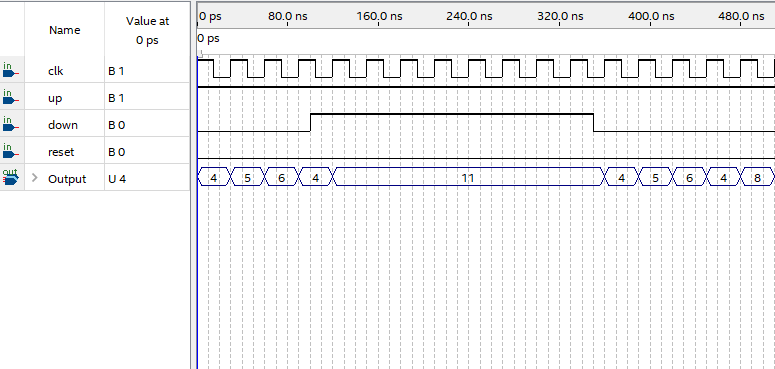 Name Value at 0 ps
0 ps 80.0 ns 160.0 ns 240.0 ns 320.0 ns 400.0 ns 480.0 ns
0 ps
in clk B 1
in up B 1
in down B 0
in reset B 0
out Output U 4 4 5 6 4 11 4 5 6 4 8